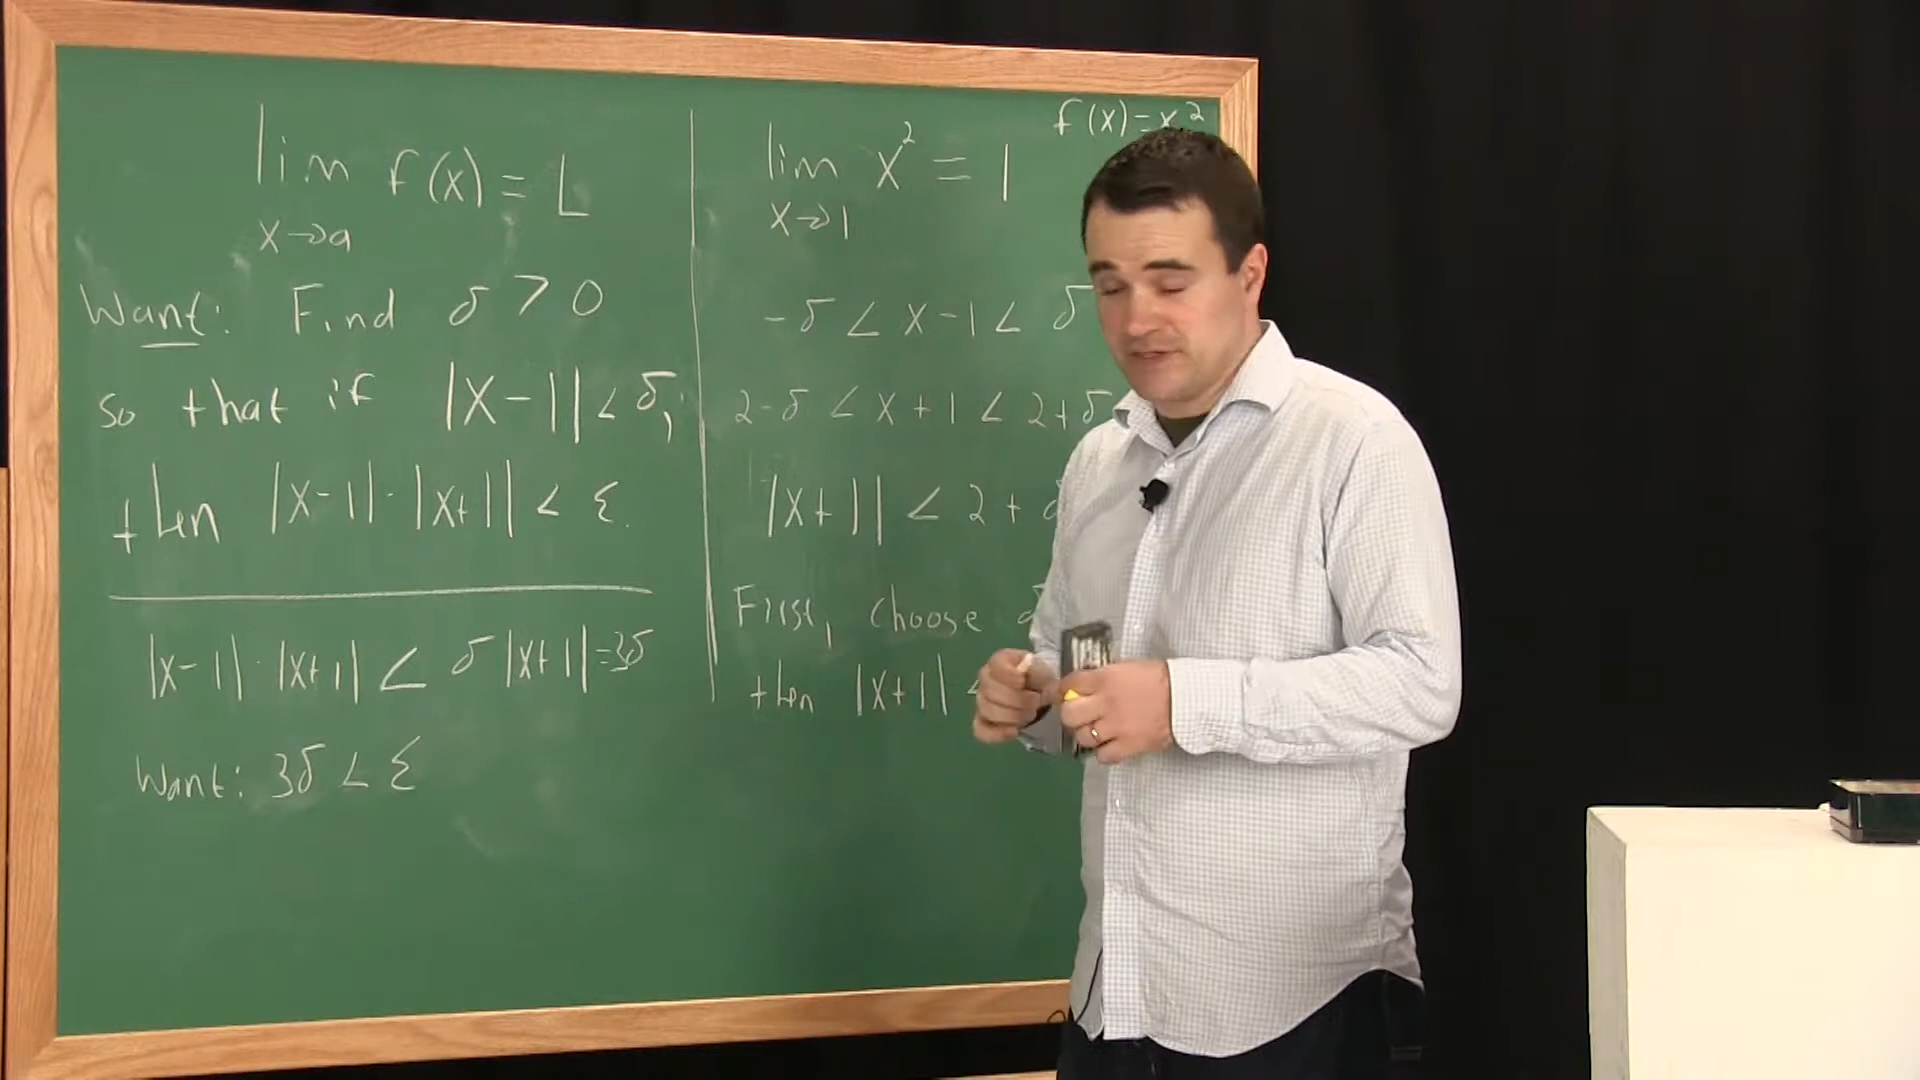 lim f(x) = L
x→a
Want: Find δ > 0
so that if |x-1| < δ,
then |x-1|·|x+1| < ε.
|x-1|·|x+1| < δ|x+1|=3δ
Want: 3δ < ε
f(x)=x²
lim x² = 1
x→1
-δ < x-1 < δ
2-δ < x+1 < 2+δ
|x+1| < 2+
First, choose δ
then |x+1| <